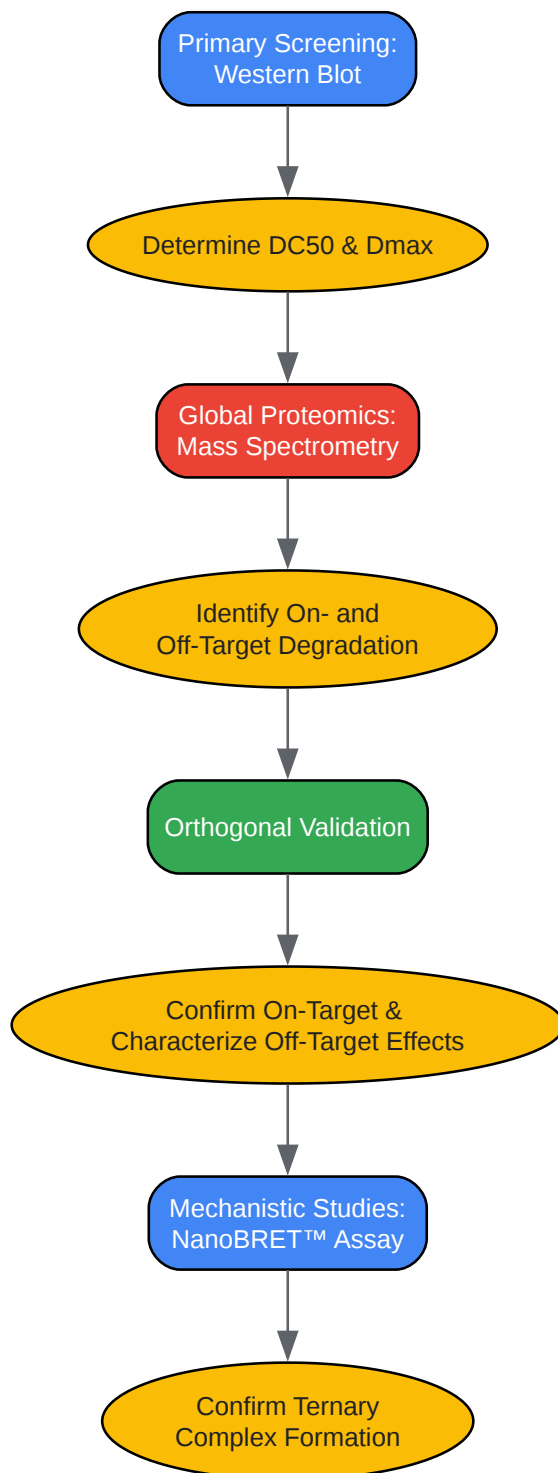 Primary Screening:
Western Blot
Determine DC50 & Dmax
Global Proteomics:
Mass Spectrometry
Identify On- and
Off-Target Degradation
Orthogonal Validation
Confirm On-Target &
Characterize Off-Target Effects
Mechanistic Studies:
NanoBRET™ Assay
Confirm Ternary
Complex Formation